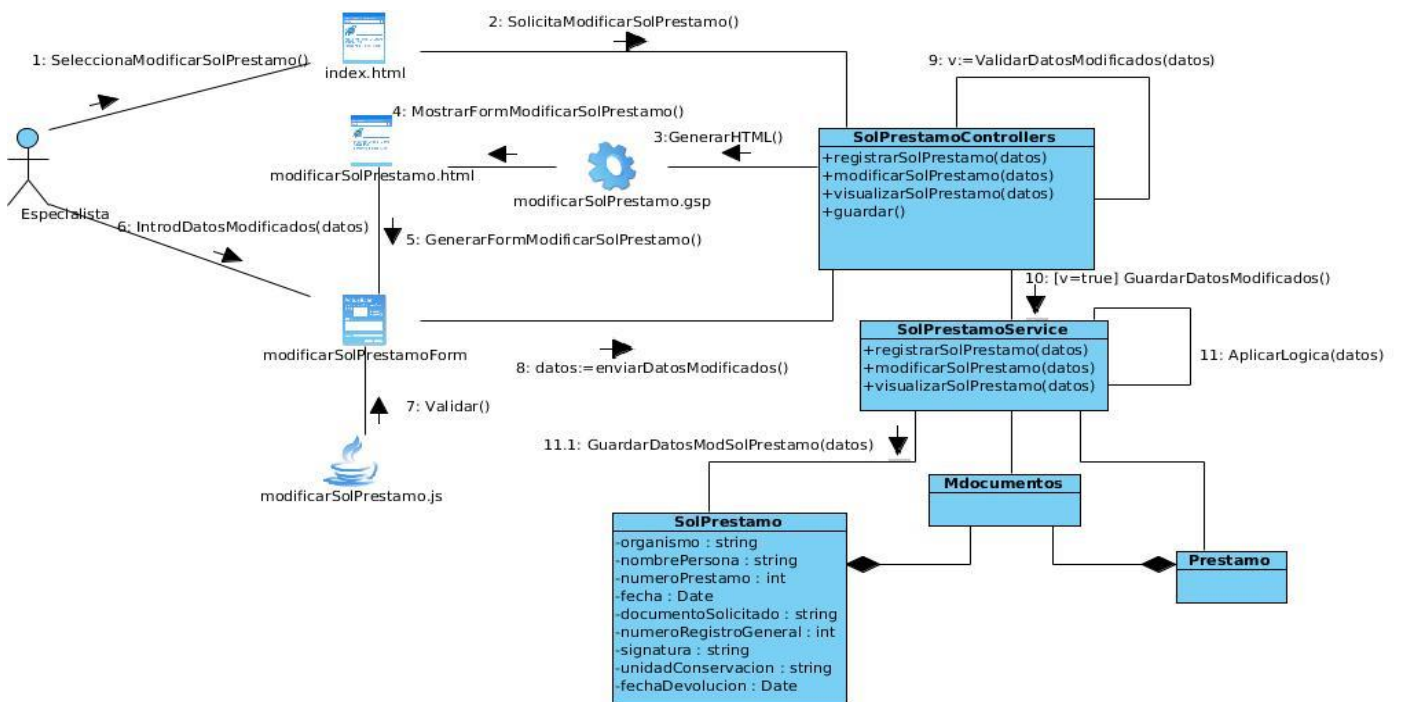 2: SolicitaModificarSolPrestamo()
1: SeleccionaModificarSolPrestamo()
index.html
9: v:=ValidarDatosModificados(datos)
4: MostrarFormModificarSolPrestamo()
3:GenerarHTML()
modificarSolPrestamo.html
modificarSolPrestamo.gsp
SolPrestamoControllers
+registrarSolPrestamo(datos)
+modificarSolPrestamo(datos)
+visualizarSolPrestamo(datos)
+guardar()
Especialista
6: IntrodDatosModificados(datos)
5: GenerarFormModificarSolPrestamo()
10: [v=true] GuardarDatosModificados()
modificarSolPrestamoForm
8: datos:=enviarDatosModificados()
SolPrestamoService
+registrarSolPrestamo(datos)
+modificarSolPrestamo(datos)
+visualizarSolPrestamo(datos)
11: AplicarLogica(datos)
7: Validar()
modificarSolPrestamo.js
11.1: GuardarDatosModSolPrestamo(datos)
Mdocumentos
SolPrestamo
-organismo : string
-nombrePersona : string
-numeroPrestamo : int
-fecha : Date
-documentoSolicitado : string
-numeroRegistroGeneral : int
-signatura : string
-unidadConservacion : string
-fechaDevolucion : Date
Prestamo